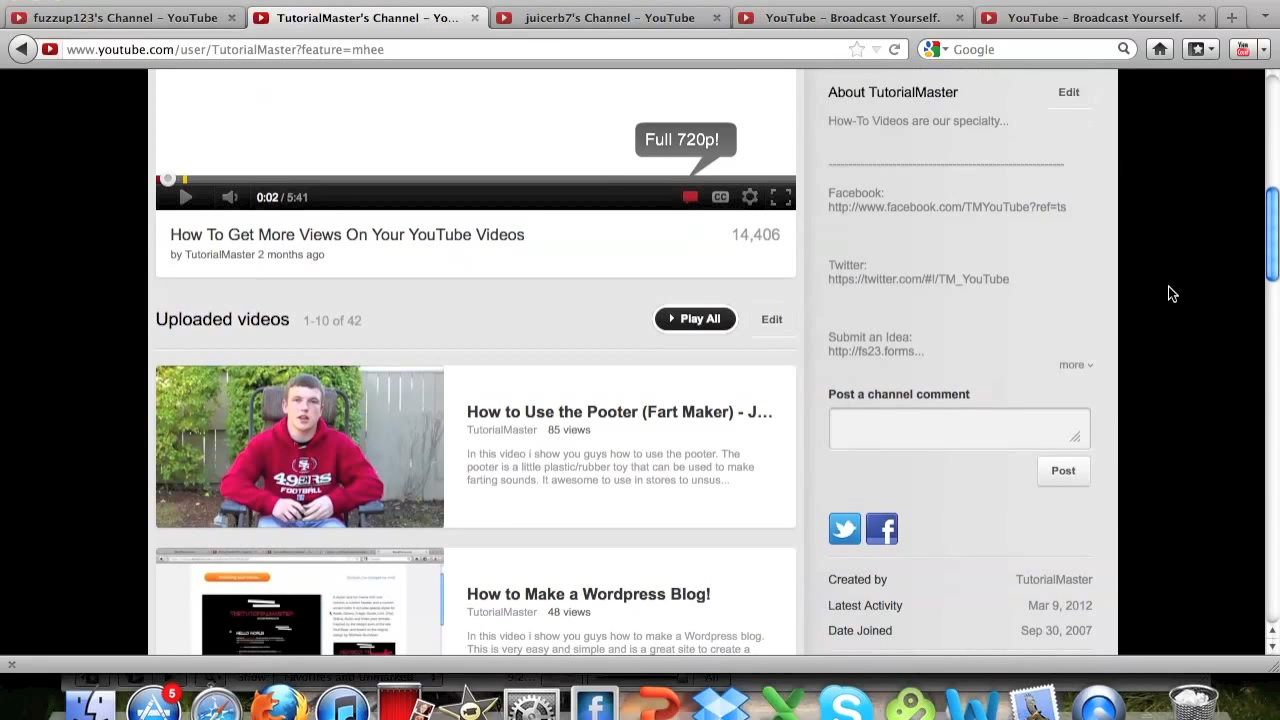 fuzzup123's Channel - YouTube
TutorialMaster's Channel - Yo...
juicerb7's Channel - YouTube
YouTube - Broadcast Yourself.
YouTube - Broadcast Yourself.
www.youtube.com/user/TutorialMaster?feature=mhee
Google
Full 720p!
0:02 / 5:41
CC
How To Get More Views On Your YouTube Videos
14,406
by TutorialMaster 2 months ago
Uploaded videos 1-10 of 42
Play All
Edit
How to Use the Pooter (Fart Maker) - J...
TutorialMaster 85 views
In this video i show you guys how to use the pooter. The
pooter is a little plastic/rubber toy that can be used to make
farting sounds. It awesome to use in stores to unsus...
49ERS
FOOTBALL
How to Make a Wordpress Blog!
TutorialMaster 48 views
In this video i show you guys how to make a wordpress blog.
This is very easy and simple and is a great site to create a
About TutorialMaster
Edit
How-To Videos are our specialty...
Facebook:
http://www.facebook.com/TMYouTube?ref=ts
Twitter:
https://twitter.com/#!/TM_YouTube
Submit an Idea:
http://fs23.forms...
more
Post a channel comment
Post
Created by TutorialMaster
Latest Activity Mar 9, 2012
Date Joined Sep 30, 2007
Show: Favorites and Unmarked
All
5